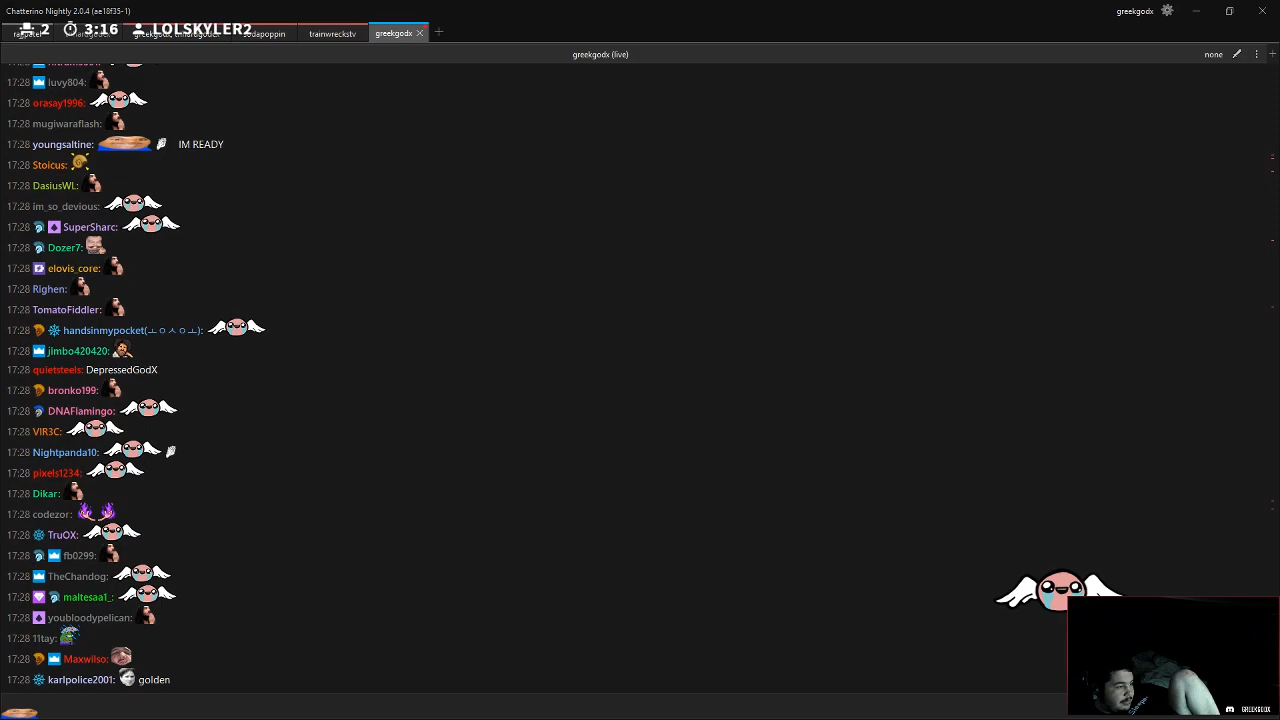 Chatterino Nightly 2.0.4 (ae18f35-1)
greekgodx
2 3:16 LOLSKYLER2
sodapoppin
trainwreckstv
greekgodx
greekgodx (live)
none
17:28 luvy804:
17:28 orasay1996:
17:28 mugiwaraflash:
17:28 youngsaltine: IM READY
17:28 Stoicus:
17:28 DasiusWL:
17:28 im_so_devious:
17:28 SuperSharc:
17:28 Dozer7:
17:28 elovis_core:
17:28 RIghen:
17:28 TomatoFiddler:
17:28 handsinmypocket(ㅗㅇㅅㅇㅗ):
17:28 jimbo420420:
17:28 quietsteels: DepressedGodX
17:28 bronko199:
17:28 DNAFlamingo:
17:28 VIR3C:
17:28 Nightpanda10:
17:28 pixels1234:
17:28 Dikar:
17:28 codezor:
17:28 TruOX:
17:28 fb0299:
17:28 TheChandog:
17:28 maltesaa1_:
17:28 youbloodypelican:
17:28 11tay:
17:28 Maxwilso:
17:28 karlpolice2001: golden
GREEKGODX